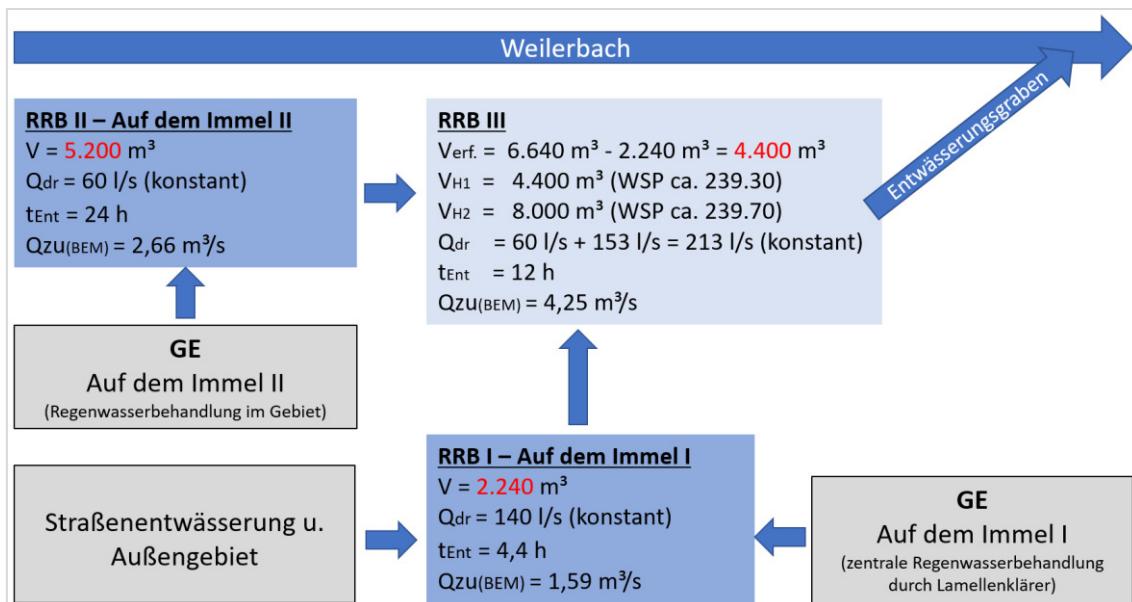 Weilerbach
Entwässerungsgraben
RRB II – Auf dem Immel II
V = 5.200 m³
Qdr = 60 l/s (konstant)
tEnt = 24 h
Qzu(BEM) = 2,66 m³/s
RRB III
Verf. = 6.640 m³ - 2.240 m³ = 4.400 m³
VH1 = 4.400 m³ (WSP ca. 239.30)
VH2 = 8.000 m³ (WSP ca. 239.70)
Qdr = 60 l/s + 153 l/s = 213 l/s (konstant)
tEnt = 12 h
Qzu(BEM) = 4,25 m³/s
GE
Auf dem Immel II
(Regenwasserbehandlung im Gebiet)
Straßenentwässerung u.
Außengebiet
RRB I – Auf dem Immel I
V = 2.240 m³
Qdr = 140 l/s (konstant)
tEnt = 4,4 h
Qzu(BEM) = 1,59 m³/s
GE
Auf dem Immel I
(zentrale Regenwasserbehandlung
durch Lamellenklärer)